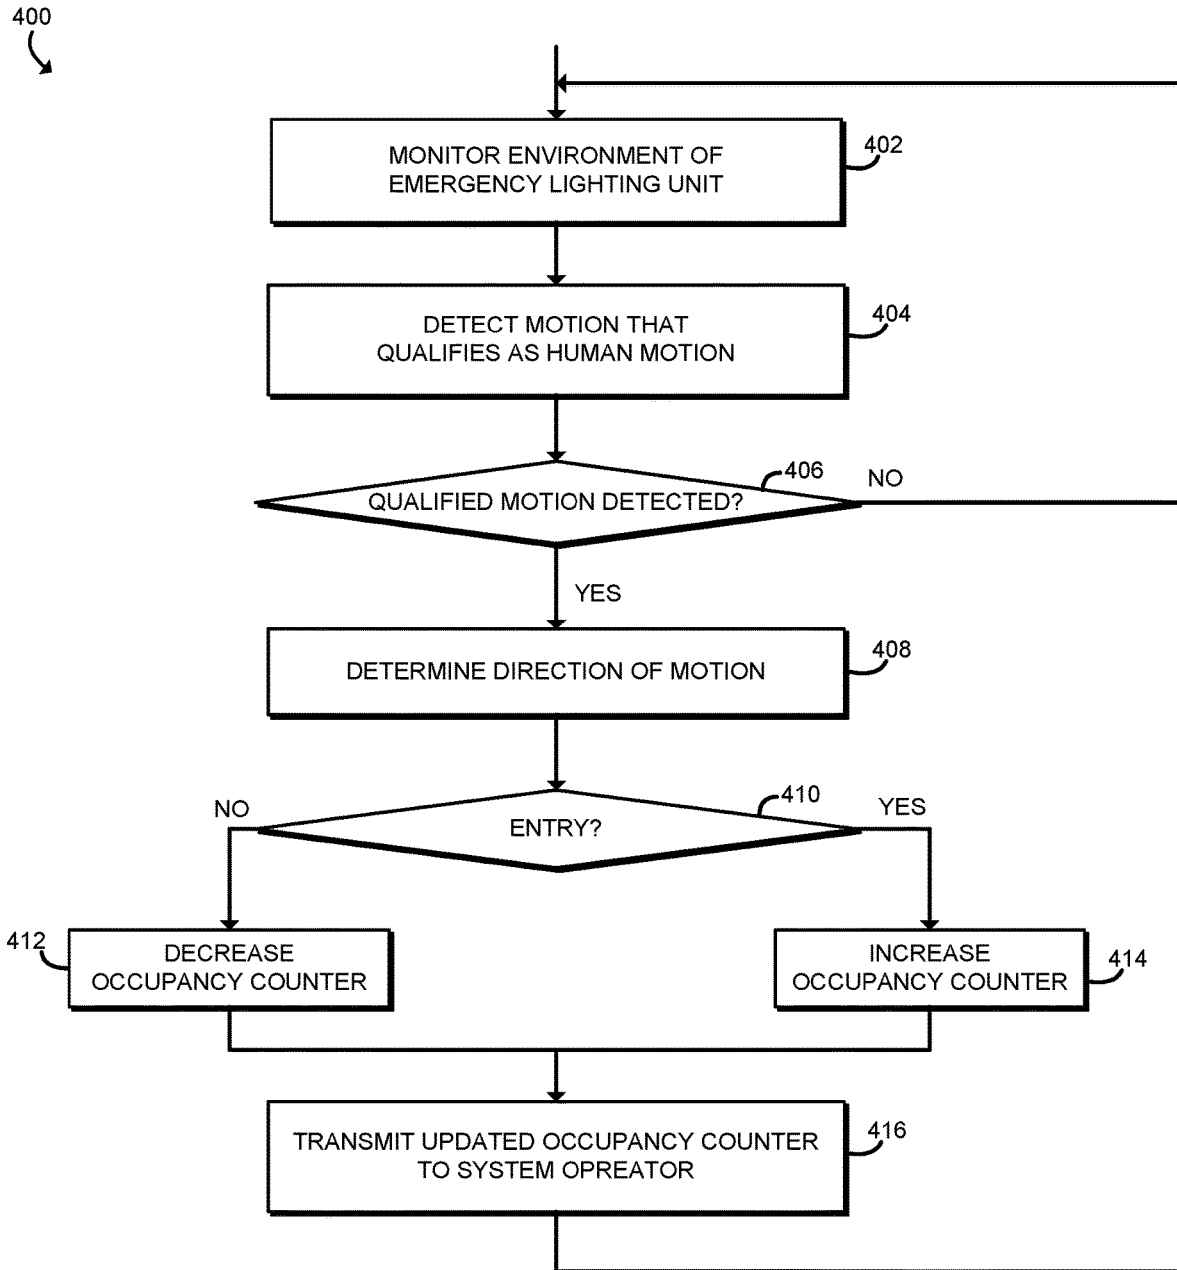 400
MONITOR ENVIRONMENT OF
EMERGENCY LIGHTING UNIT
402
DETECT MOTION THAT
QUALIFIES AS HUMAN MOTION
404
QUALIFIED MOTION DETECTED?
406
NO
YES
DETERMINE DIRECTION OF MOTION
408
NO
ENTRY?
410
YES
412
DECREASE
OCCUPANCY COUNTER
INCREASE
OCCUPANCY COUNTER
414
TRANSMIT UPDATED OCCUPANCY COUNTER
TO SYSTEM OPREATOR
416